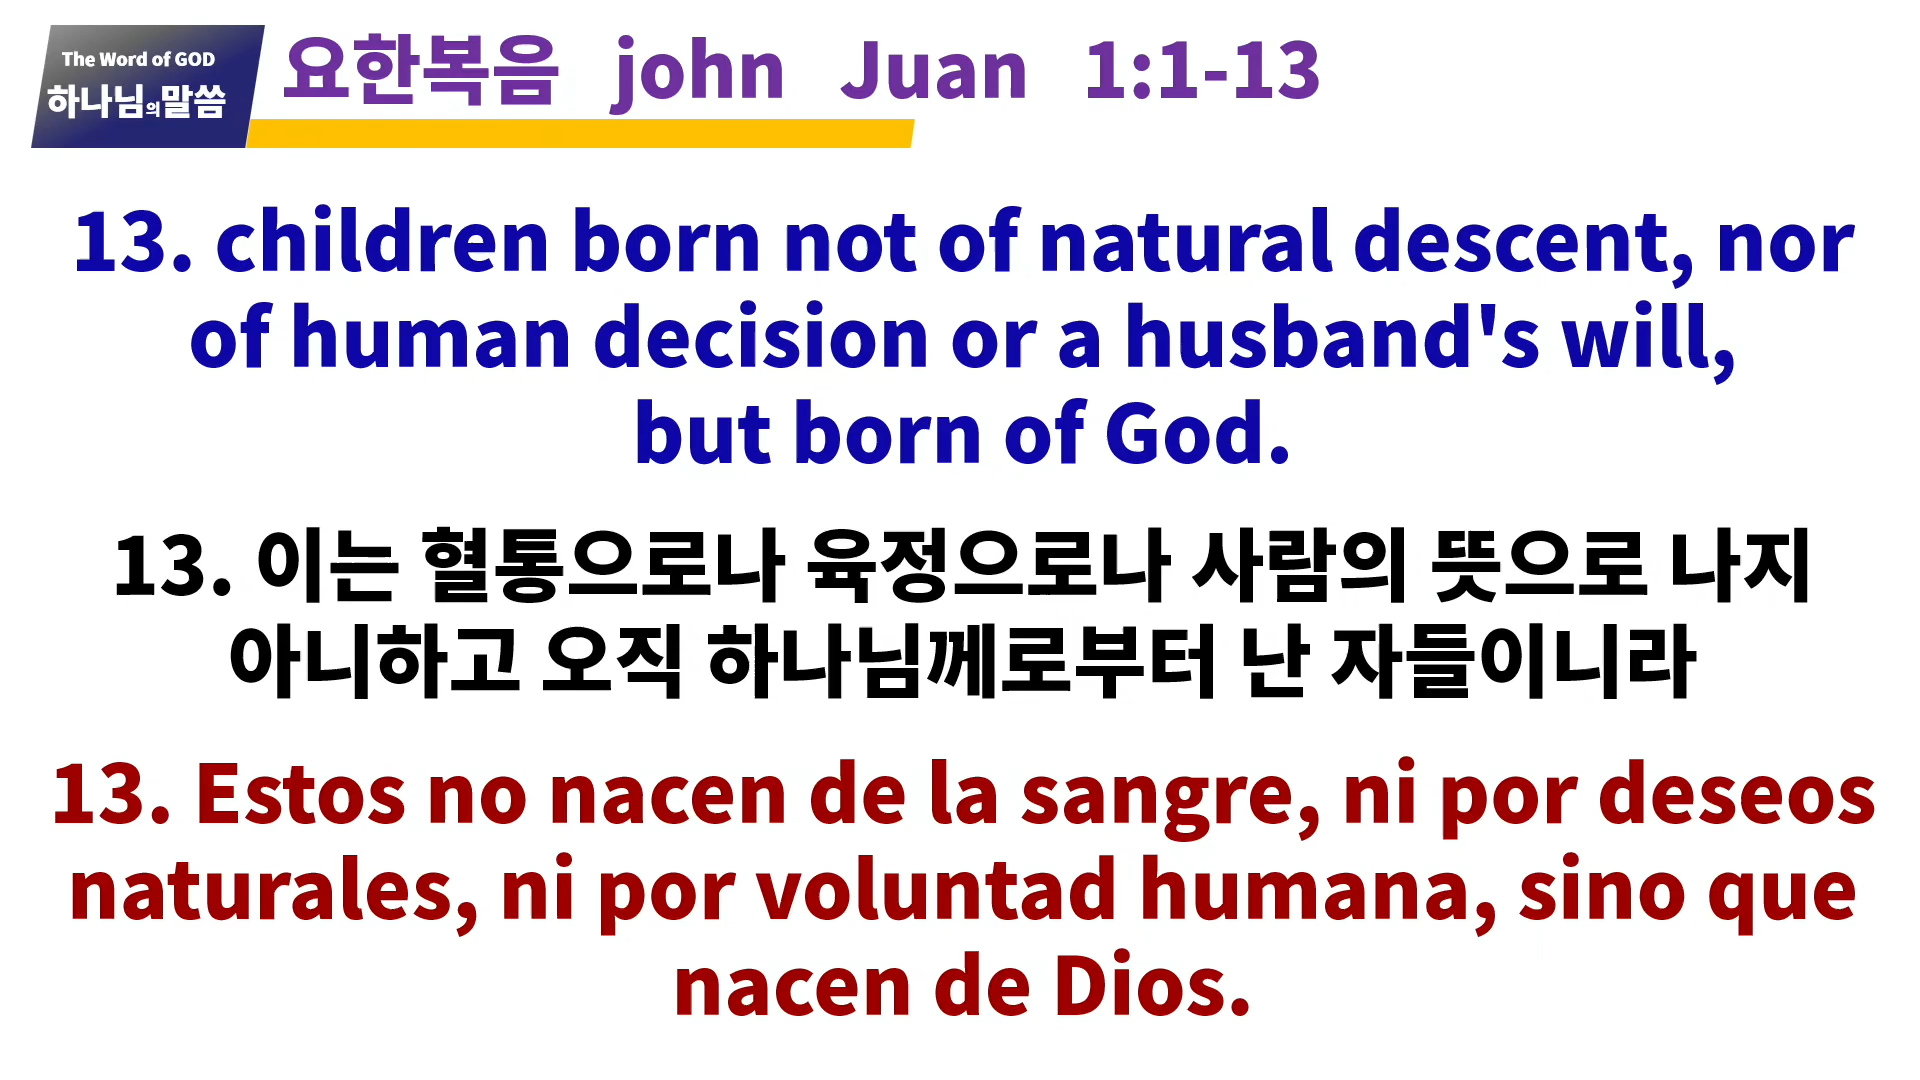 The Word of GOD
하나님의말씀
요한복음 john Juan 1:1-13
13. children born not of natural descent, nor
of human decision or a husband's will,
but born of God.
13. 이는 혈통으로나 육정으로나 사람의 뜻으로 나지
아니하고 오직 하나님께로부터 난 자들이니라
13. Estos no nacen de la sangre, ni por deseos
naturales, ni por voluntad humana, sino que
nacen de Dios.